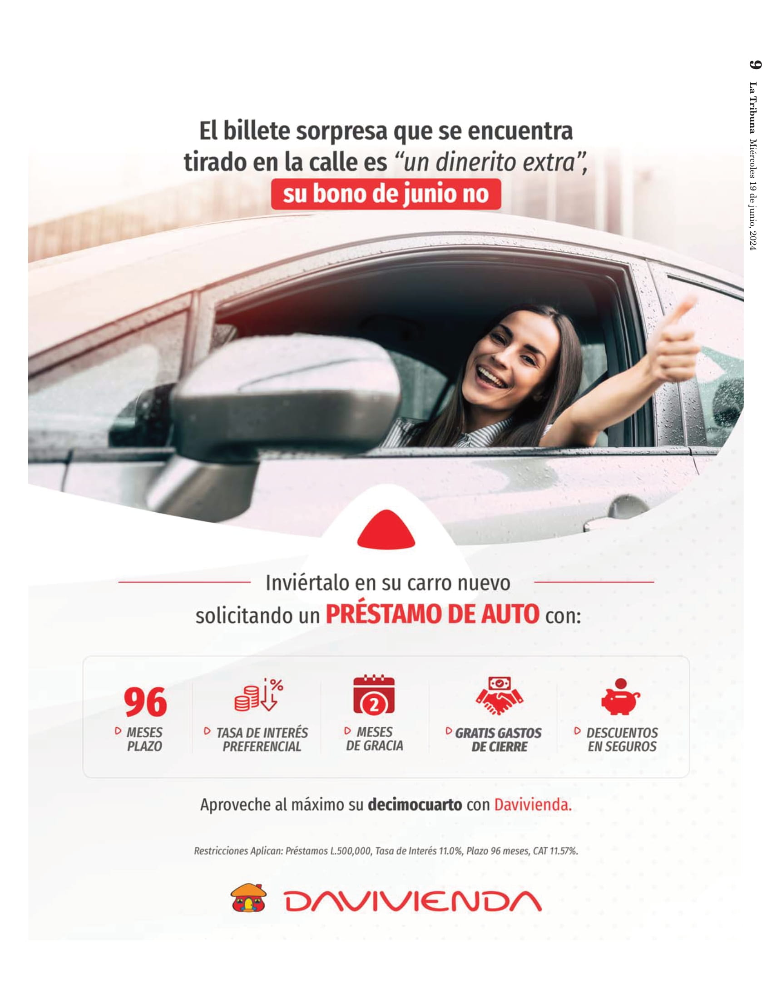 9 La Tribuna Miércoles 19 de junio, 2024
El billete sorpresa que se encuentra
tirado en la calle es “un dinerito extra”,
su bono de junio no
Inviértalo en su carro nuevo
solicitando un PRÉSTAMO DE AUTO con:
96
MESES
PLAZO
%
TASA DE INTERÉS
PREFERENCIAL
2
MESES
DE GRACIA
GRATIS GASTOS
DE CIERRE
DESCUENTOS
EN SEGUROS
Aproveche al máximo su decimocuarto con Davivienda.
Restricciones Aplican: Préstamos L.500,000, Tasa de Interés 11.0%, Plazo 96 meses, CAT 11.57%.
DAVIVIENDA